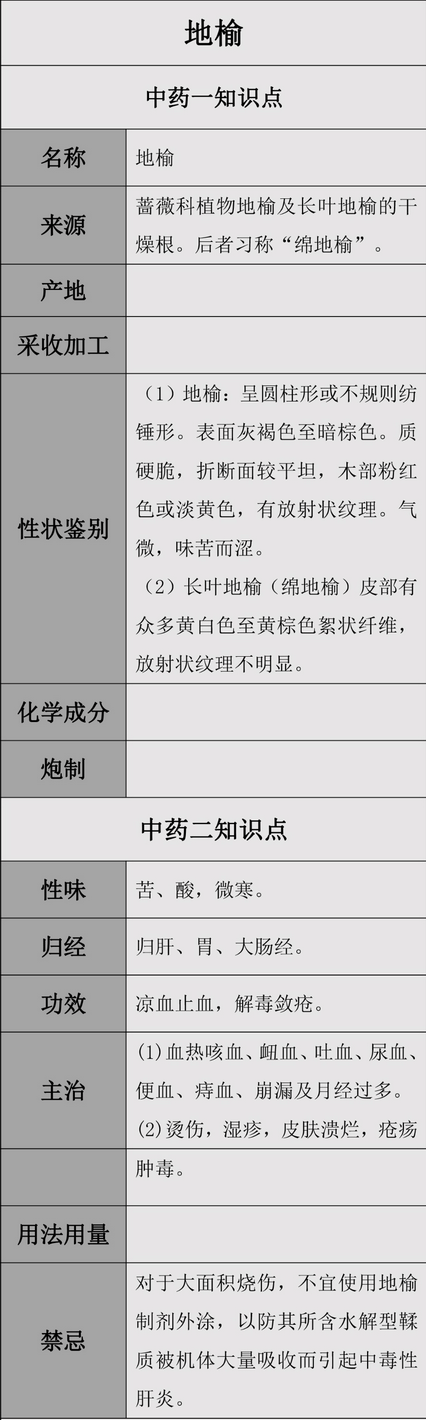 地榆
中药一知识点
名称
地榆
来源
蔷薇科植物地榆及长叶地榆的干
燥根。后者习称“绵地榆”。
产地
采收加工
性状鉴别
（1）地榆：呈圆柱形或不规则纺
锤形。表面灰褐色至暗棕色。质
硬脆，折断面较平坦，木部粉红
色或淡黄色，有放射状纹理。气
微，味苦而涩。
（2）长叶地榆（绵地榆）皮部有
众多黄白色至黄棕色絮状纤维，
放射状纹理不明显。
化学成分
炮制
中药二知识点
性味
苦、酸，微寒。
归经
归肝、胃、大肠经。
功效
凉血止血，解毒敛疮。
主治
(1)血热咳血、衄血、吐血、尿血、
便血、痔血、崩漏及月经过多。
(2)烫伤，湿疹，皮肤溃烂，疮疡
肿毒。
用法用量
禁忌
对于大面积烧伤，不宜使用地榆
制剂外涂，以防其所含水解型鞣
质被机体大量吸收而引起中毒性
肝炎。